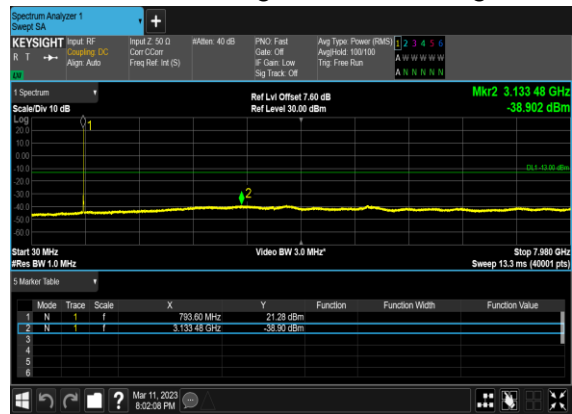 Spectrum Analyzer 1
Swept SA
KEYSIGHT Input: RF Input Z: 50 Ω #Atten: 40 dB PNO: Fast Avg Type: Power (RMS) 1 2 3 4 5 6
R T Coupling: DC Corr CCorr Gate: Off Avg|Hold: 100/100 A W W W W W
Align: Auto Freq Ref: Int (S) IF Gain: Low Trig: Free Run
LXI Sig Track: Off A N N N N N
1 Spectrum Ref Lvl Offset 7.60 dB Mkr2 3.133 48 GHz
Scale/Div 10 dB Ref Level 30.00 dBm -38.902 dBm
Log
1
20.0
10.0
0.00
-10.0 DL1 -13.00 dBm
-20.0
-30.0 2
-40.0
-50.0
-60.0
Start 30 MHz Video BW 3.0 MHz* Stop 7.980 GHz
#Res BW 1.0 MHz Sweep 13.3 ms (40001 pts)
5 Marker Table
Mode Trace Scale X Y Function Function Width Function Value
1 N 1 f 793.60 MHz 21.28 dBm
2 N 1 f 3.133 48 GHz -38.90 dBm
3
4
5
6
? Mar 11, 2023
8:02:08 PM